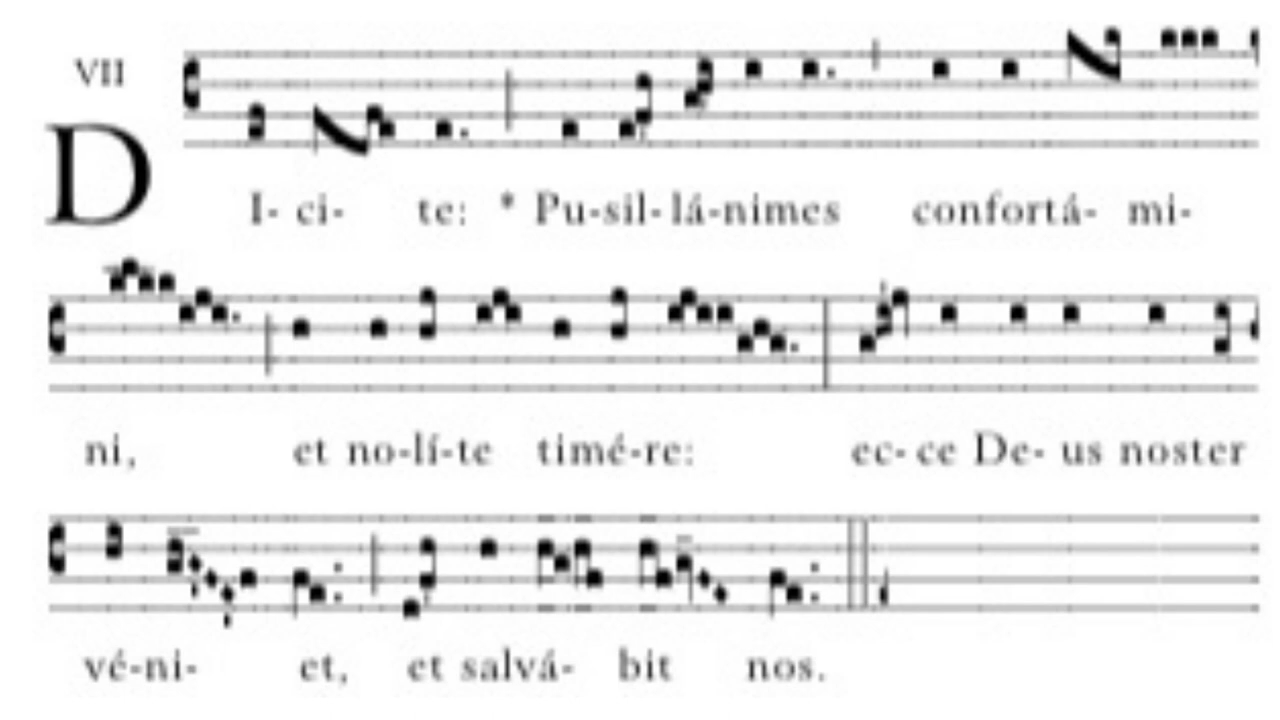 VII
DI- ci- te: * Pu-sil-lá-nimes confortá- mi-
ni, et no-lí-te timé-re: ec- ce De- us noster
vé-ni- et, et salvá- bit nos.